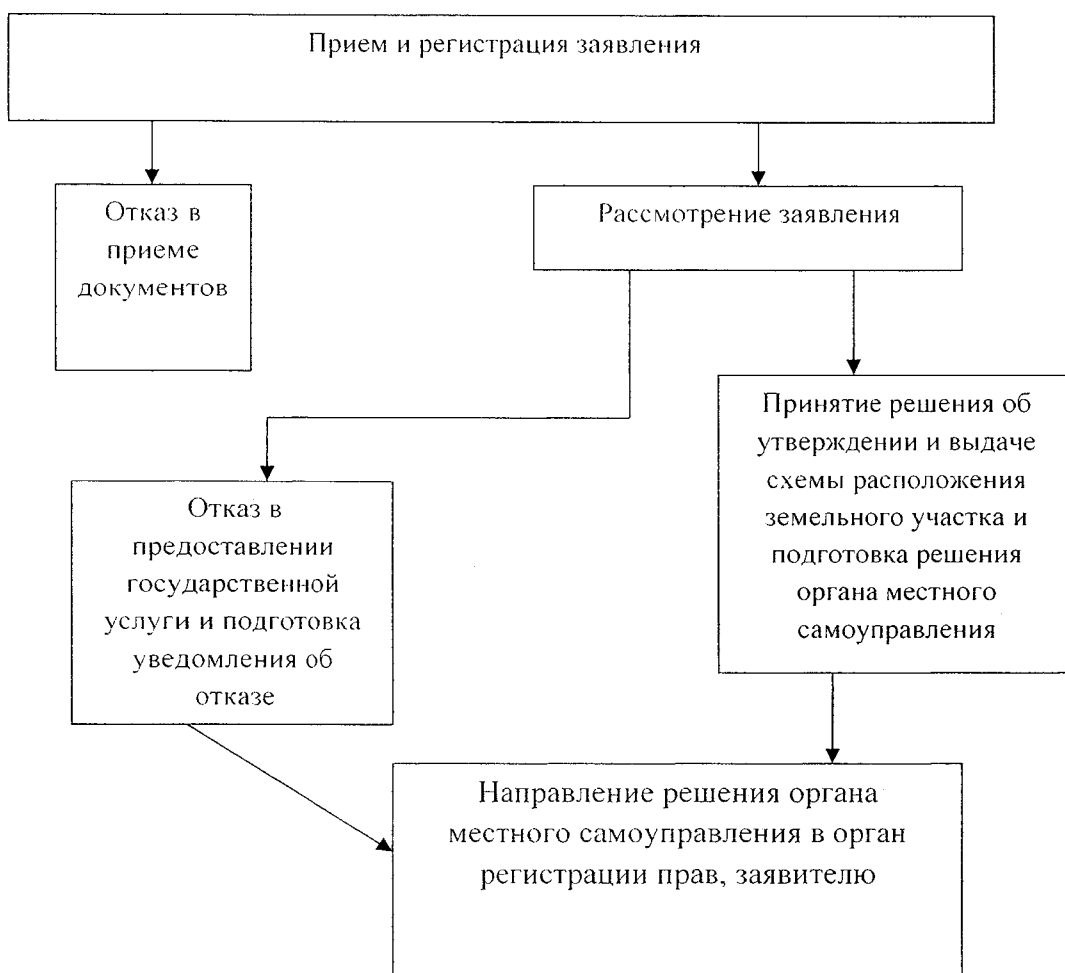 Прием и регистрация заявления
Отказ в
приеме
документов
Рассмотрение заявления
Принятие решения об
утверждении и выдаче
схемы расположения
земельного участка и
подготовка решения
органа местного
самоуправления
Отказ в
предоставлении
государственной
услуги и подготовка
уведомления об
отказе
Направление решения органа
местного самоуправления в орган
регистрации прав, заявителю